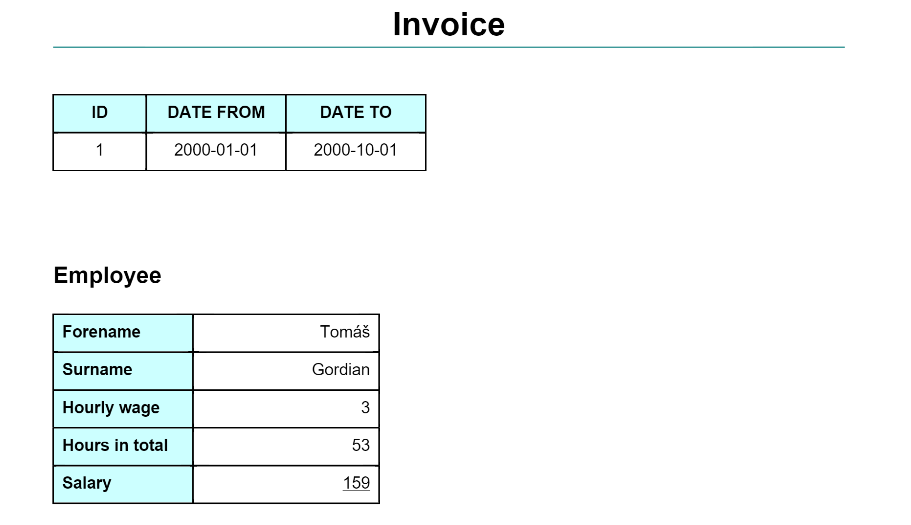 Invoice
ID DATE FROM DATE TO
1 2000-01-01 2000-10-01
Employee
Forename Tomáš
Surname Gordian
Hourly wage 3
Hours in total 53
Salary 159